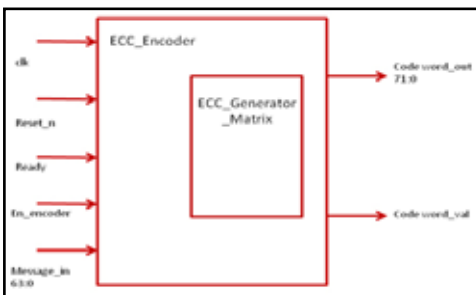 ECC_Encoder
clk
Reset_n
Ready
En_encoder
Message_in
63:0
ECC_Generator
_Matrix
Code word_out
71:0
Code word_val